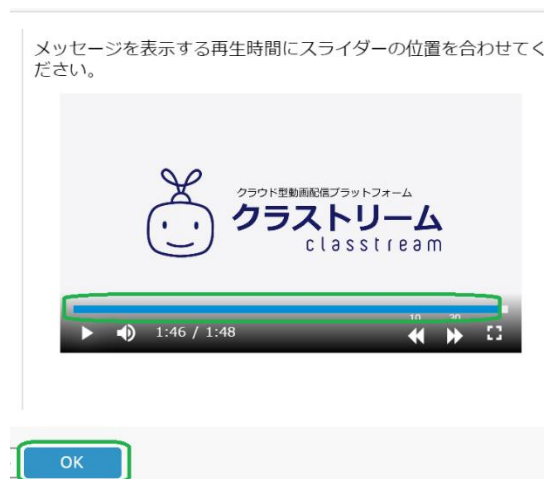 メッセージを表示する再生時間にスライダーの位置を合わせてく
ださい。
クラウド型動画配信プラットフォーム
クラストリーム
classtream
10 30
1:46 / 1:48
OK